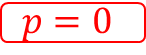 p = 0